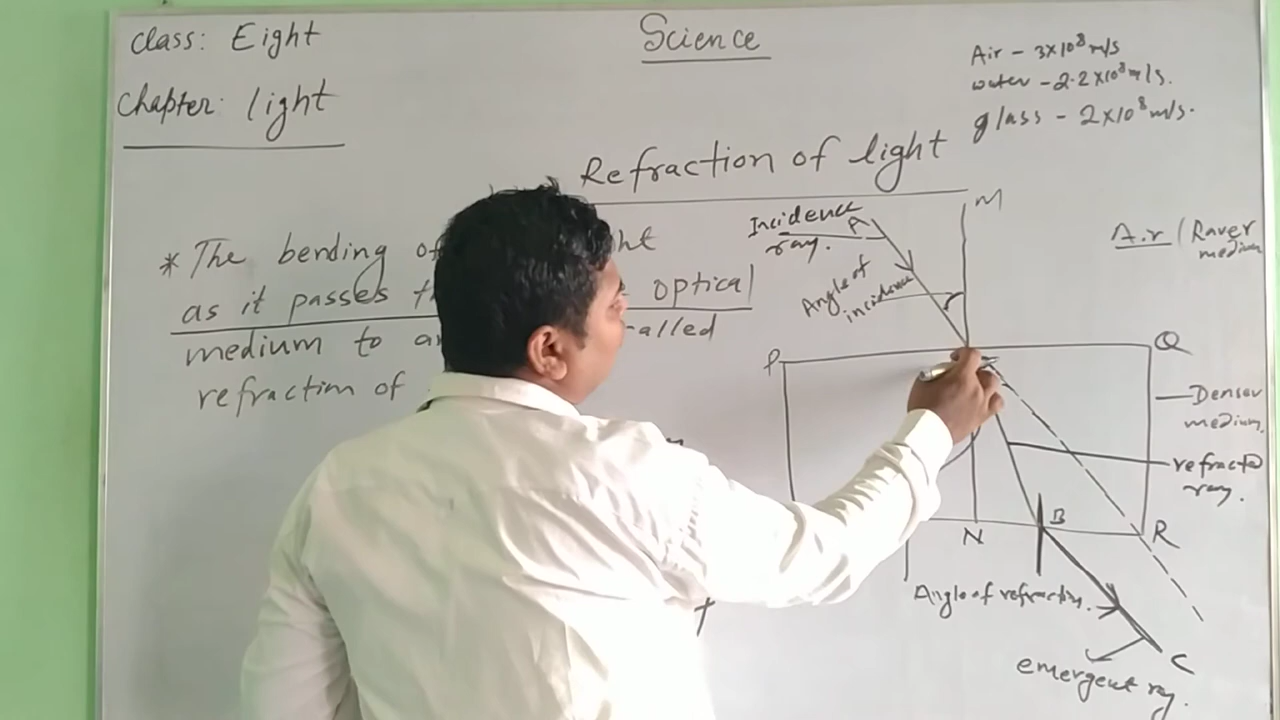 class: Eight
Science
Chapter: light
Air - 3x10⁸ m/s
water - 2.2x10⁸ m/s.
glass - 2x10⁸ m/s.
Refraction of light
* The bending of ht
as it passes optical
medium to alled
refraction of
M
Incidence
ray.
A
Angle of
incidence
Air / Rarer
medium
P
Q
Denser
medium.
refracted
ray.
N
B
R
Angle of refraction.
C
emergent ray.